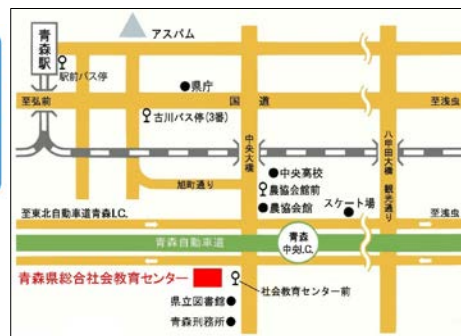 アスパム
青森駅
駅前バス停
県庁
至弘前
国
道
至浅虫
古川バス停(3番)
中央大橋
八甲田大橋
観光通り
中央高校
旭町通り
農協会館前
スケート場
農協会館
至東北自動車道青森I.C.
至浅虫
青森自動車道
青森
中央I.C.
青森県総合社会教育センター
社会教育センター前
県立図書館
青森刑務所